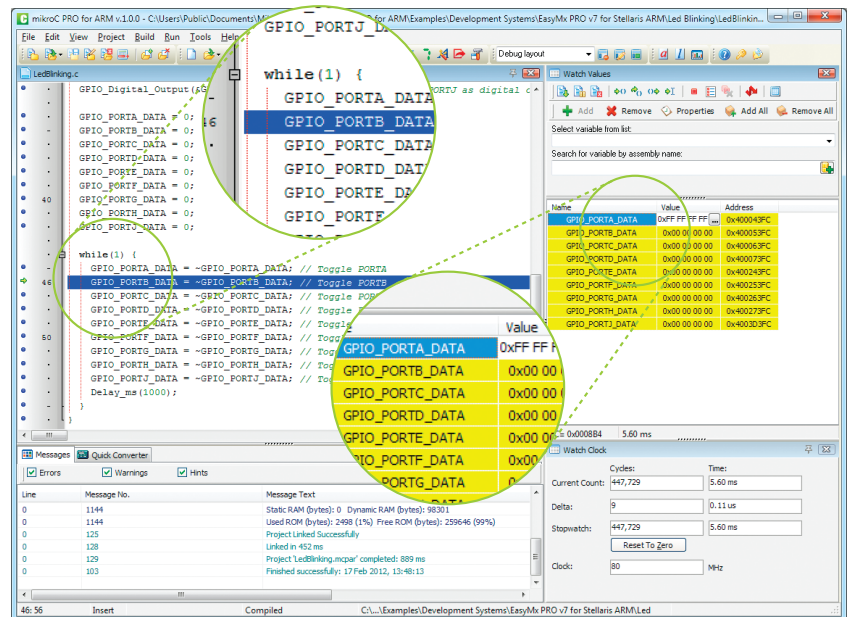 mikroC PRO for ARM v.1.0.0 - C:\Users\Public\Documents\M for ARM\Examples\Development Systems\EasyMx PRO v7 for Stellaris ARM\Led Blinking\LedBlinkin...
File Edit View Project Build Run Tools Help
Debug layout
LedBlinking.c
GPIO_Digital_Output(&G PORTJ as digital
GPIO_PORTA_DATA = 0;
GPIO_PORTB_DATA = 0;
GPIO_PORTC_DATA = 0;
GPIO_PORTD_DATA = 0;
GPIO_PORTE_DATA = 0;
GPIO_PORTF_DATA = 0;
40 GPIO_PORTG_DATA = 0;
GPIO_PORTH_DATA = 0;
GPIO_PORTJ_DATA = 0;
while(1) {
GPIO_PORTA_DATA = ~GPIO_PORTA_DATA; // Toggle PORTA
46 GPIO_PORTB_DATA = ~GPIO_PORTB_DATA; // Toggle PORTB
GPIO_PORTC_DATA = ~GPIO_PORTC_DATA; // Toggle
GPIO_PORTD_DATA = ~GPIO_PORTD_DATA; // Toggle
GPIO_PORTE_DATA = ~GPIO_PORTE_DATA; // Toggle
50 GPIO_PORTF_DATA = ~GPIO_PORTF_DATA; //
GPIO_PORTG_DATA = ~GPIO_PORTG_DATA; //
GPIO_PORTH_DATA = ~GPIO_PORTH_DATA; //
GPIO_PORTJ_DATA = ~GPIO_PORTJ_DATA; //
Delay_ms(1000);
}
}
GPIO_PORTJ_D
while(1) {
GPIO_PORTA_DATA
46 GPIO_PORTB_DATA
GPIO_PORTC_DATA
GPIO_PORTD_DAT
GPIO_PORTE_DA
GPIO_PORTF
Value
GPIO_PORTA_DATA 0xFF FF F
GPIO_PORTB_DATA 0x00 00
GPIO_PORTC_DATA 0x00 00
GPIO_PORTD_DATA 0x00 00
GPIO_PORTE_DATA 0x00 00
PIO_PORTF_DATA 0x00
PORTG_DATA
Watch Values
Add Remove Properties Add All Remove All
Select variable from list:
Search for variable by assembly name:
Name Value Address
GPIO_PORTA_DATA 0xFF FF FF FF ... 0x400043FC
GPIO_PORTB_DATA 0x00 00 00 00 0x400053FC
GPIO_PORTC_DATA 0x00 00 00 00 0x400063FC
GPIO_PORTD_DATA 0x00 00 00 00 0x400073FC
GPIO_PORTE_DATA 0x00 00 00 00 0x400243FC
GPIO_PORTF_DATA 0x00 00 00 00 0x400253FC
GPIO_PORTG_DATA 0x00 00 00 00 0x400263FC
GPIO_PORTH_DATA 0x00 00 00 00 0x400273FC
GPIO_PORTJ_DATA 0x00 00 00 00 0x4003D3FC
= 0x0008B4 5.60 ms
Messages Quick Converter
Errors Warnings Hints
Line Message No. Message Text
0 1144 Static RAM (bytes): 0 Dynamic RAM (bytes): 98301
0 1144 Used ROM (bytes): 2498 (1%) Free ROM (bytes): 259646 (99%)
0 125 Project Linked Successfully
0 128 Linked in 452 ms
0 129 Project 'LedBlinking.mcpar' completed: 889 ms
0 103 Finished successfully: 17 Feb 2012, 13:48:13
Watch Clock
Cycles: Time:
Current Count: 447,729 5.60 ms
Delta: 9 0.11 us
Stopwatch: 447,729 5.60 ms
Reset To Zero
Clock: 80 MHz
46: 56 Insert Compiled C:\...\Examples\Development Systems\EasyMx PRO v7 for Stellaris ARM\Led